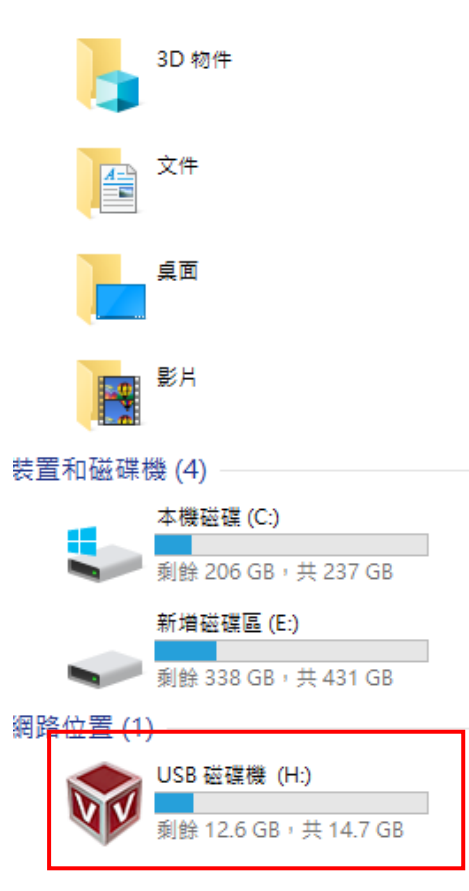 3D 物件
文件
桌面
影片
裝置和磁碟機 (4)
本機磁碟 (C:)
剩餘 206 GB，共 237 GB
新增磁碟區 (E:)
剩餘 338 GB，共 431 GB
網路位置 (1)
USB 磁碟機  (H:)
剩餘 12.6 GB，共 14.7 GB